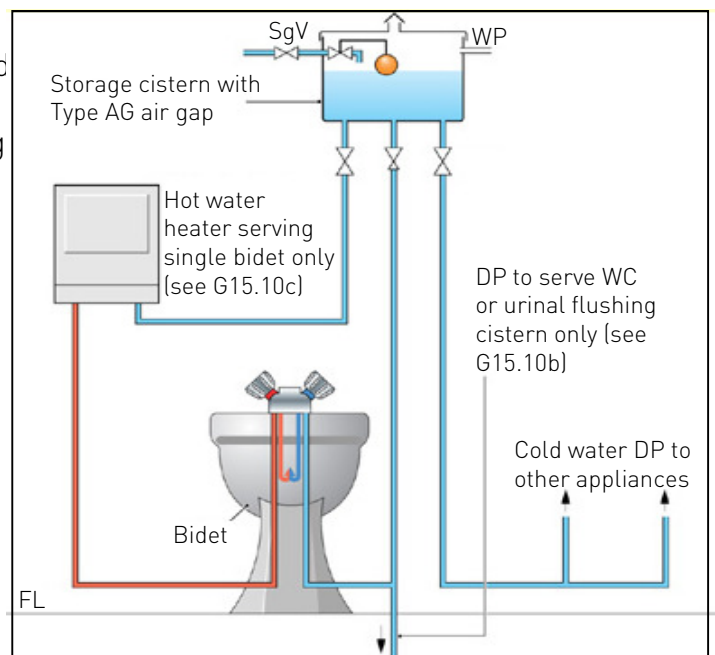 SgV
WP
Storage cistern with
Type AG air gap
Hot water
heater serving
single bidet only
(see G15.10c)
DP to serve WC
or urinal flushing
cistern only (see
G15.10b)
Cold water DP to
other appliances
Bidet
FL
d
g